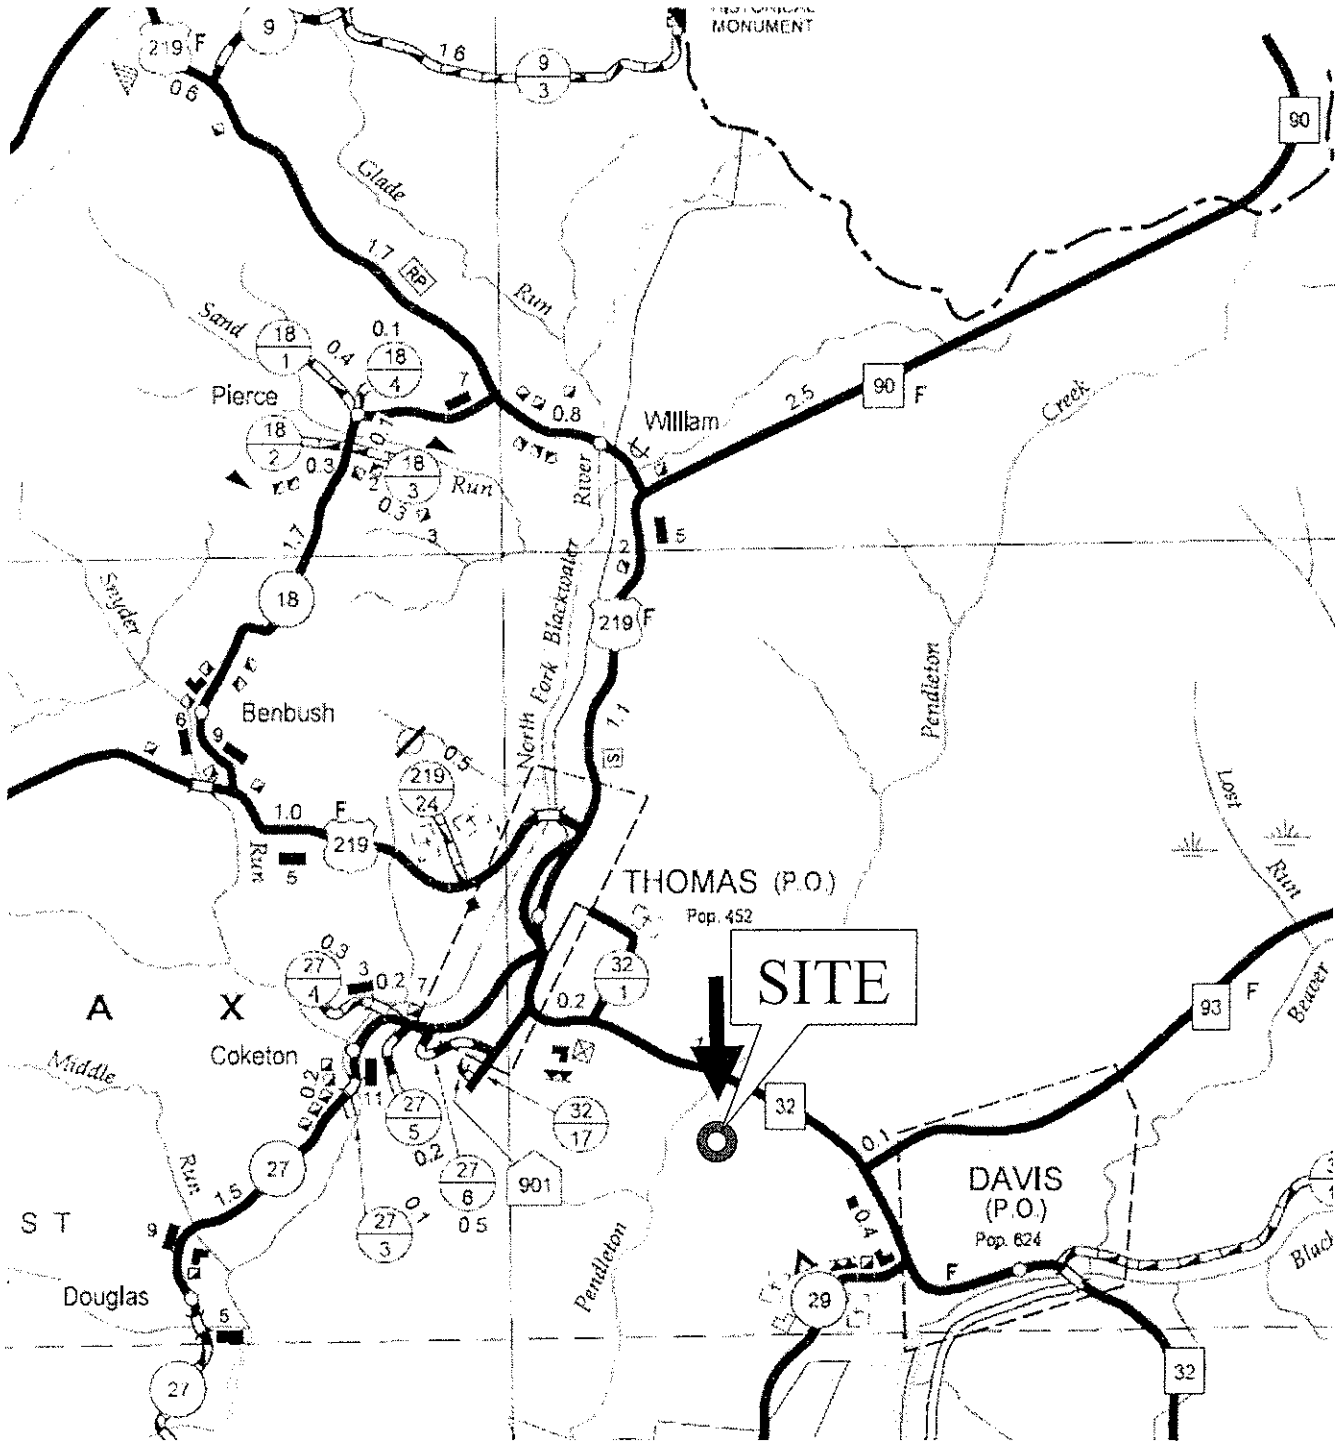 MONUMENT
9
219 F
1.6
9
3
0.6
90
Glade
1.7
RP
Run
Sand
18
1
0.4
0.1
18
4
7
Pierce
0.8
William
2.5
90 F
Creek
18
2
0.3
0.1
2
18
3
Run
0.3
3
River
1.7
5
2
Snyder
18
219 F
North Fork Blackwater
Pendleton
Benbush
6
9
1.1
S
0.5
219
24
Lost
Run
1.0
F
219
Run
5
THOMAS (P.O.)
Pop. 452
0.3
27
4
3
0.2
7
32
1
0.2
SITE
93 F
Beaver
A X
Coketon
Middle
0.2
11
27
5
0.2
32
17
32
0.1
27
Run
1.5
27
6
0.5
901
0.1
27
3
DAVIS
(P.O.)
Pop. 624
0.4
S T
9
Pendleton
F
Black
Douglas
5
29
27
32